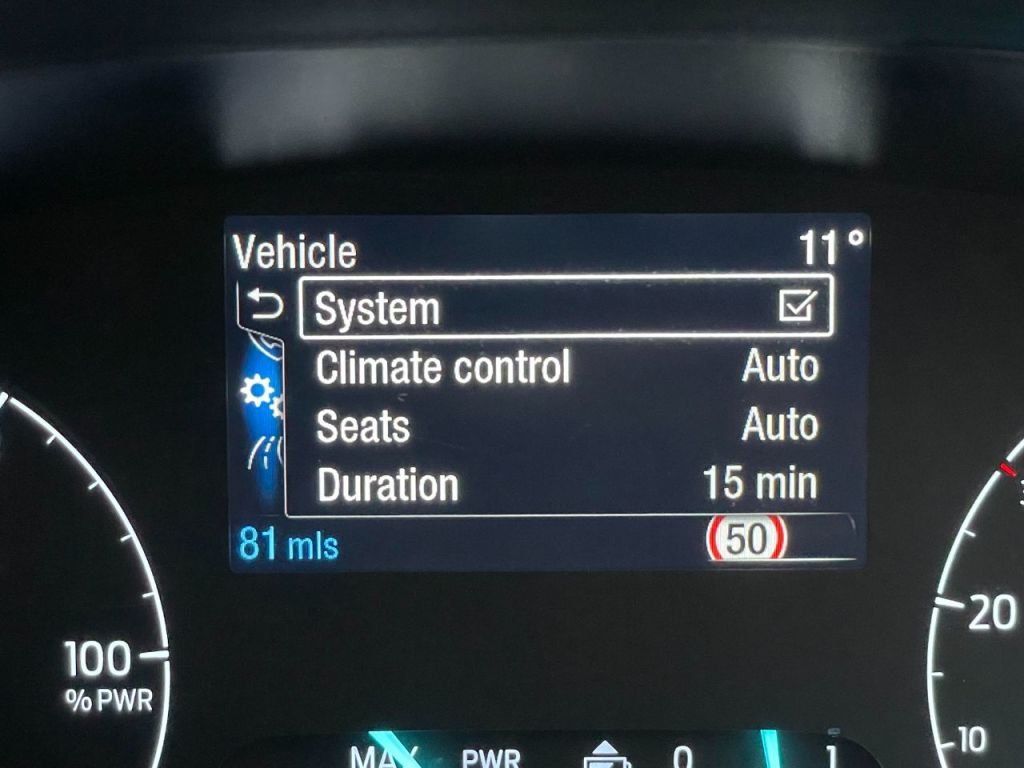 Vehicle 11°
System
Climate control Auto
Seats Auto
Duration 15 min
81 mls 50
20
100
% PWR
10
MAX PWR 0 1